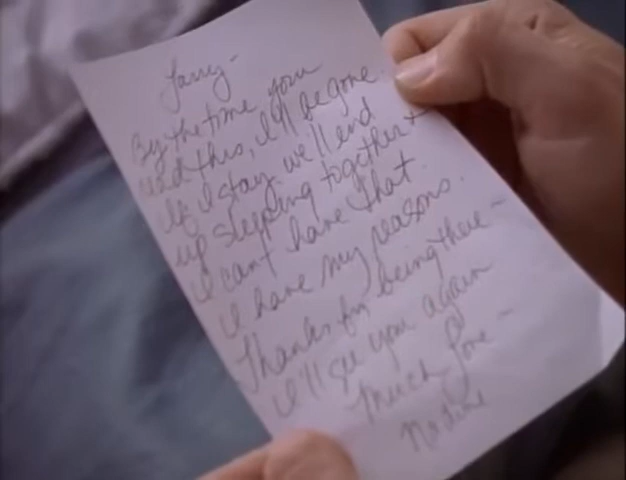 Larry-
By the time your
read this, I'll be gone.
If I stay, we'll end
up sleeping together +
I can't have that.
I have my reasons.
Thanks for being there-
I'll see you again
Much love-
Nadine